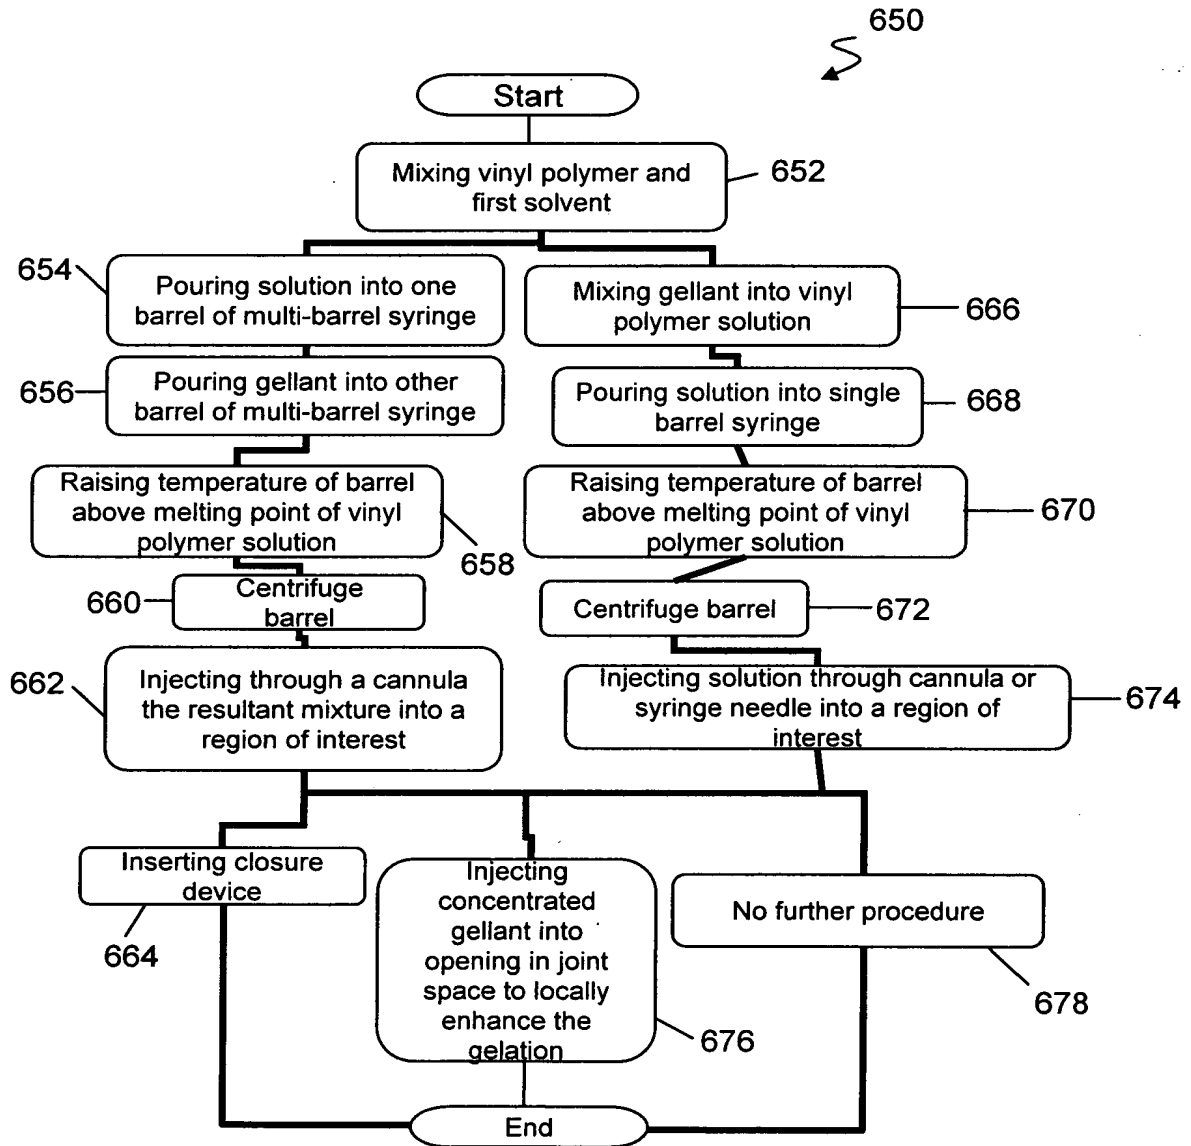 650
Start
Mixing vinyl polymer and
first solvent
652
654
Pouring solution into one
barrel of multi-barrel syringe
Mixing gellant into vinyl
polymer solution
666
656
Pouring gellant into other
barrel of multi-barrel syringe
Pouring solution into single
barrel syringe
668
Raising temperature of barrel
above melting point of vinyl
polymer solution
658
Raising temperature of barrel
above melting point of vinyl
polymer solution
670
660
Centrifuge
barrel
Centrifuge barrel
672
662
Injecting through a cannula
the resultant mixture into a
region of interest
Injecting solution through cannula or
syringe needle into a region of
interest
674
Inserting closure
device
664
Injecting
concentrated
gellant into
opening in joint
space to locally
enhance the
gelation
676
No further procedure
678
End